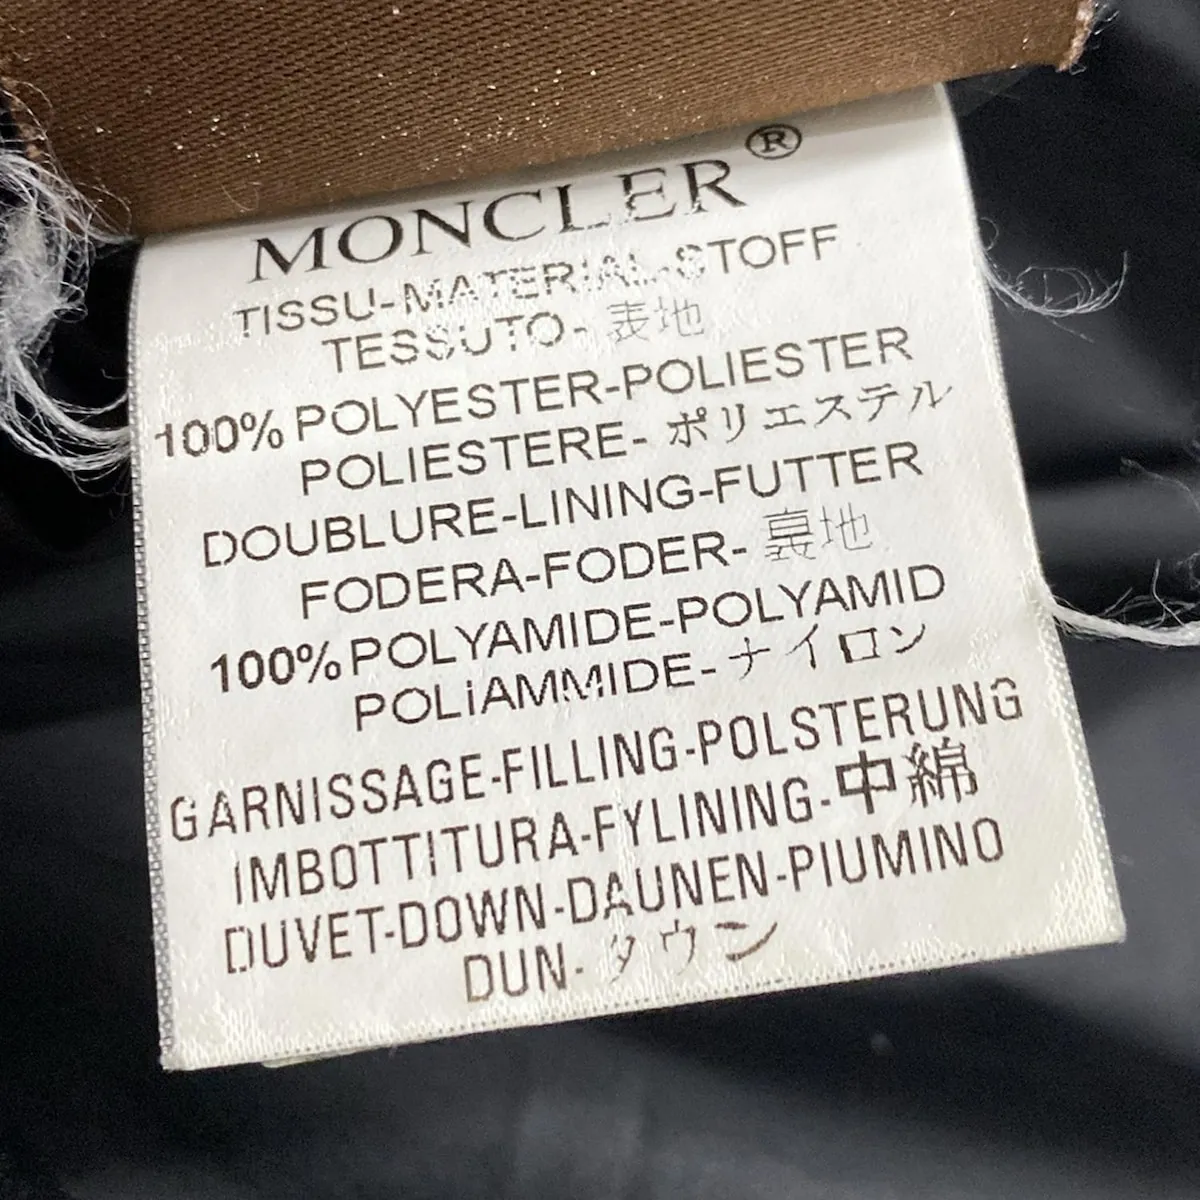 MONCLER®
TISSU-MATERIAL-STOFF
TESSUTO-表地
100% POLYESTER-POLIESTER
POLIESTERE-ポリエステル
DOUBLURE-LINING-FUTTER
FODERA-FODER-裏地
100% POLYAMIDE-POLYAMID
POLiAMMIDE-ナイロン
GARNISSAGE-FILLING-POLSTERUNG
IMBOTTITURA-FYLINING-中綿
DUVET-DOWN-DAUNEN-PIUMINO
DUN-ダウン